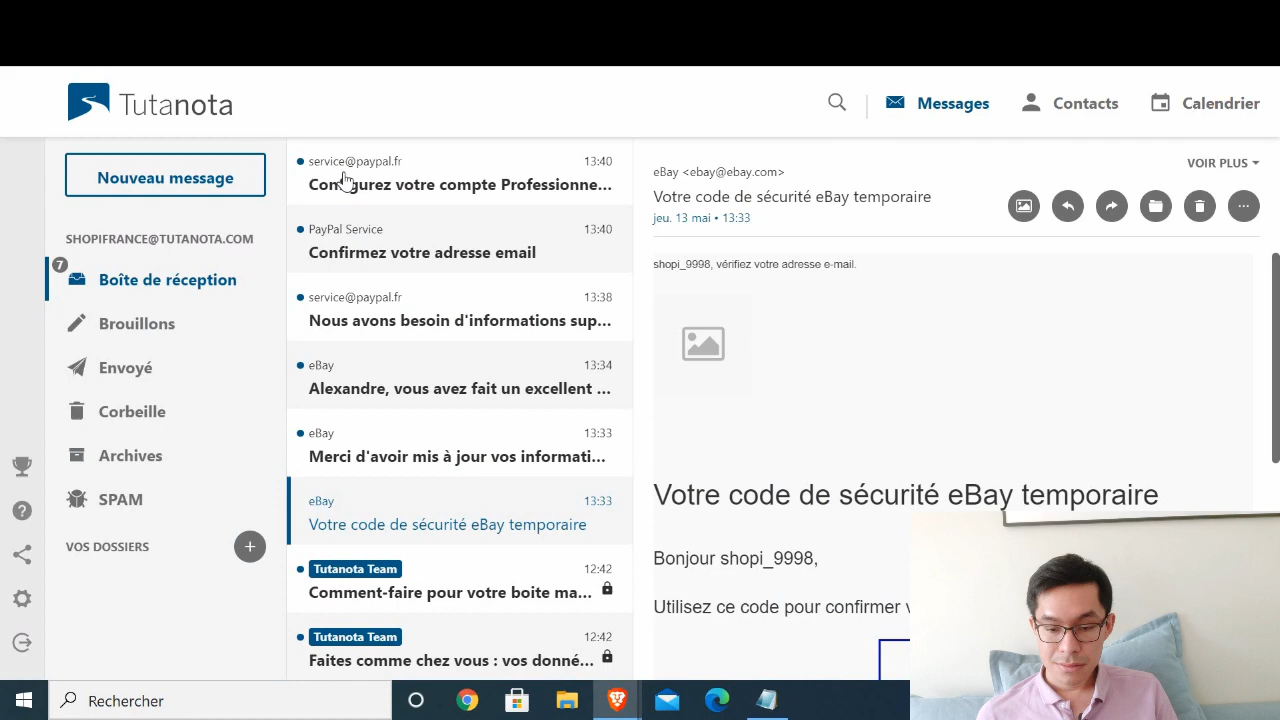 Tutanota
Messages
Contacts
Calendrier
Nouveau message
SHOPIFRANCE@TUTANOTA.COM
7
Boîte de réception
Brouillons
Envoyé
Corbeille
Archives
SPAM
VOS DOSSIERS
service@paypal.fr 13:40
Configurez votre compte Professionne...
PayPal Service 13:40
Confirmez votre adresse email
service@paypal.fr 13:38
Nous avons besoin d'informations sup...
eBay 13:34
Alexandre, vous avez fait un excellent ...
eBay 13:33
Merci d'avoir mis à jour vos informati...
eBay 13:33
Votre code de sécurité eBay temporaire
Tutanota Team 12:42
Comment-faire pour votre boite ma...
Tutanota Team 12:42
Faites comme chez vous : vos donné...
VOIR PLUS
eBay <ebay@ebay.com>
Votre code de sécurité eBay temporaire
jeu. 13 mai • 13:33
shopi_9998, vérifiez votre adresse e-mail.
Votre code de sécurité eBay temporaire
Bonjour shopi_9998,
Utilisez ce code pour confirmer
Rechercher